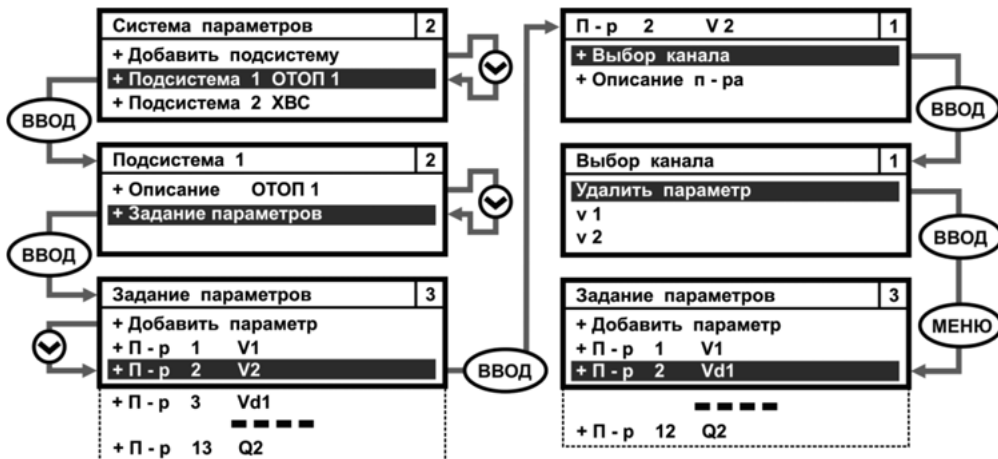 Система параметров 2
+ Добавить подсистему
+ Подсистема 1 ОТОП 1
+ Подсистема 2 ХВС
ВВОД
Подсистема 1 2
+ Описание ОТОП 1
+ Задание параметров
ВВОД
Задание параметров 3
+ Добавить параметр
+ П - р 1 V1
+ П - р 2 V2
+ П - р 3 Vd1
+ П - р 13 Q2
ВВОД
П - р 2 V 2 1
+ Выбор канала
+ Описание п - ра
ВВОД
Выбор канала 1
Удалить параметр
v 1
v 2
ВВОД
МЕНЮ
Задание параметров 3
+ Добавить параметр
+ П - р 1 V1
+ П - р 2 Vd1
+ П - р 12 Q2